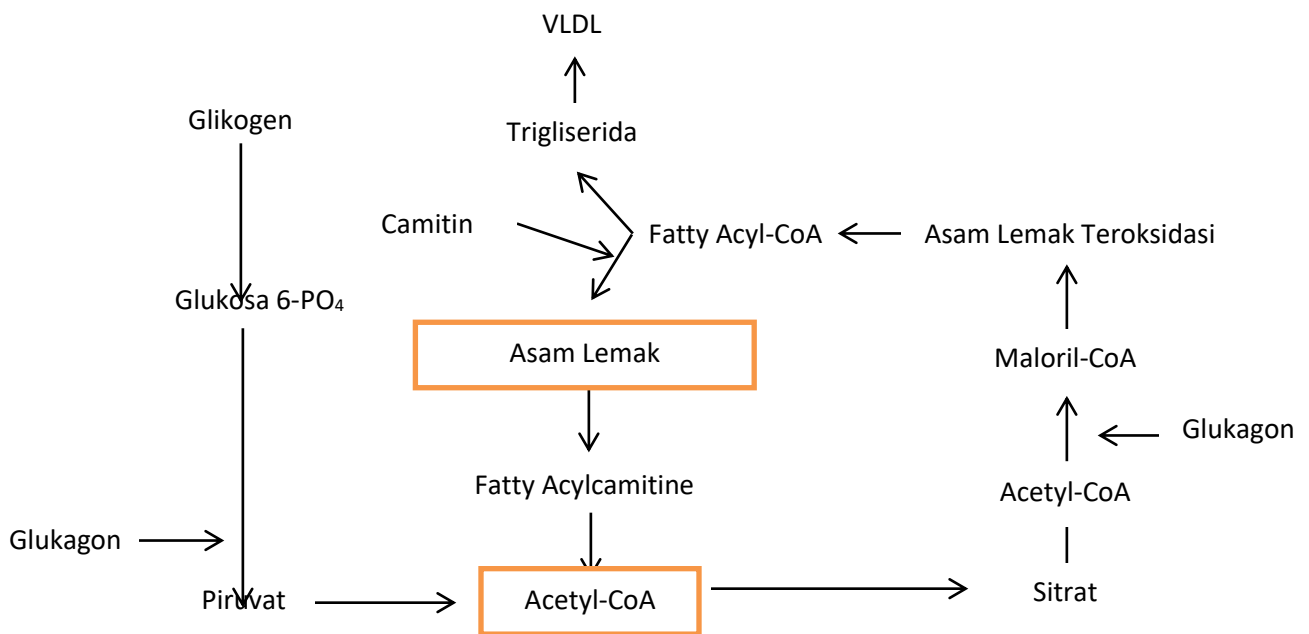 VLDL
Glikogen
Trigliserida
Camitin
Fatty Acyl-CoA
Asam Lemak Teroksidasi
Glukosa 6-PO₄
Asam Lemak
Maloril-CoA
Glukagon
Fatty Acylcamitine
Acetyl-CoA
Glukagon
Piruvat
Acetyl-CoA
Sitrat